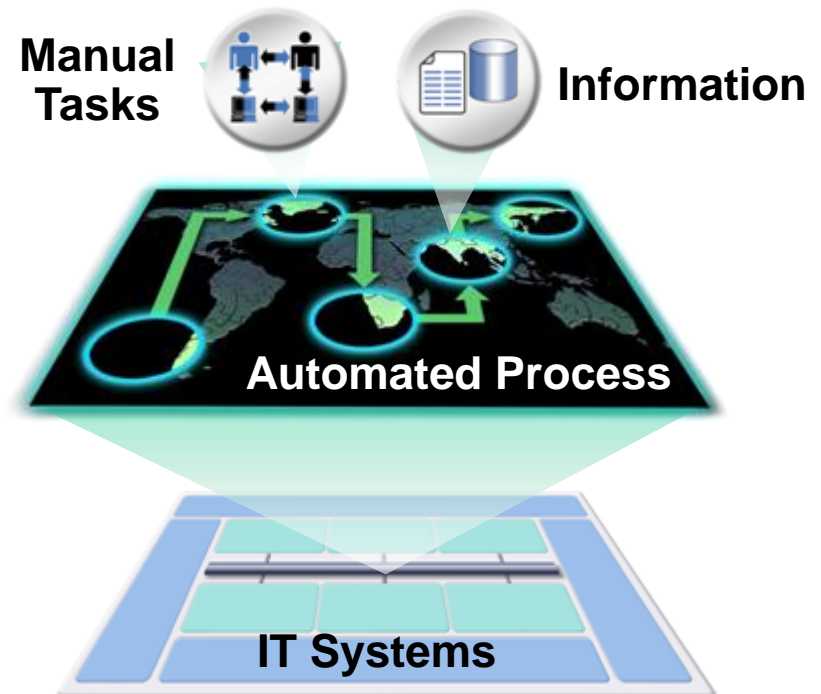 Manual
Tasks
Information
Automated Process
IT Systems